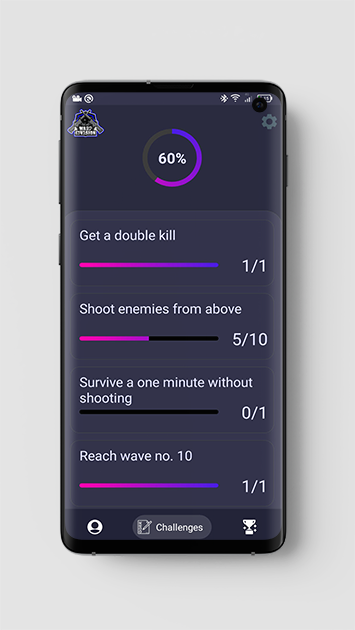 60%
Get a double kill
1/1
Shoot enemies from above
5/10
Survive a one minute without
shooting
0/1
Reach wave no. 10
1/1
Challenges